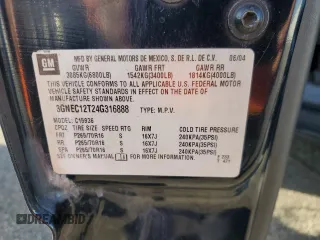 GM
MFD BY GENERAL MOTORS DE MEXICO, S. DE R.L. DE C.V. 06/04
GVWR GAWR FRT GAWR RR
3085KG(6800LB) 1542KG(3400LB) 1814KG(4000LB)
THIS VEHICLE CONFORMS TO ALL APPLICABLE U.S. FEDERAL MOTOR VEHICLE SAFETY STANDARDS IN EFFECT ON THE DATE OF MANUFACTURE SHOWN ABOVE.
3GNEC12T24G316888 TYPE: M.P.V.
MODEL: C15936
TIRE SIZE SPEED RTG RIM COLD TIRE PRESSURE
FRT P265/70R16 S 16X7J 240KPA(35PSI)
RR P265/70R16 S 16X7J 240KPA(35PSI)
SPA P265/70R16 S 16X7J 240KPA(35PSI)
SEE OWNER'S MANUAL FOR MORE INFORMATION.
© AMERICAS BID